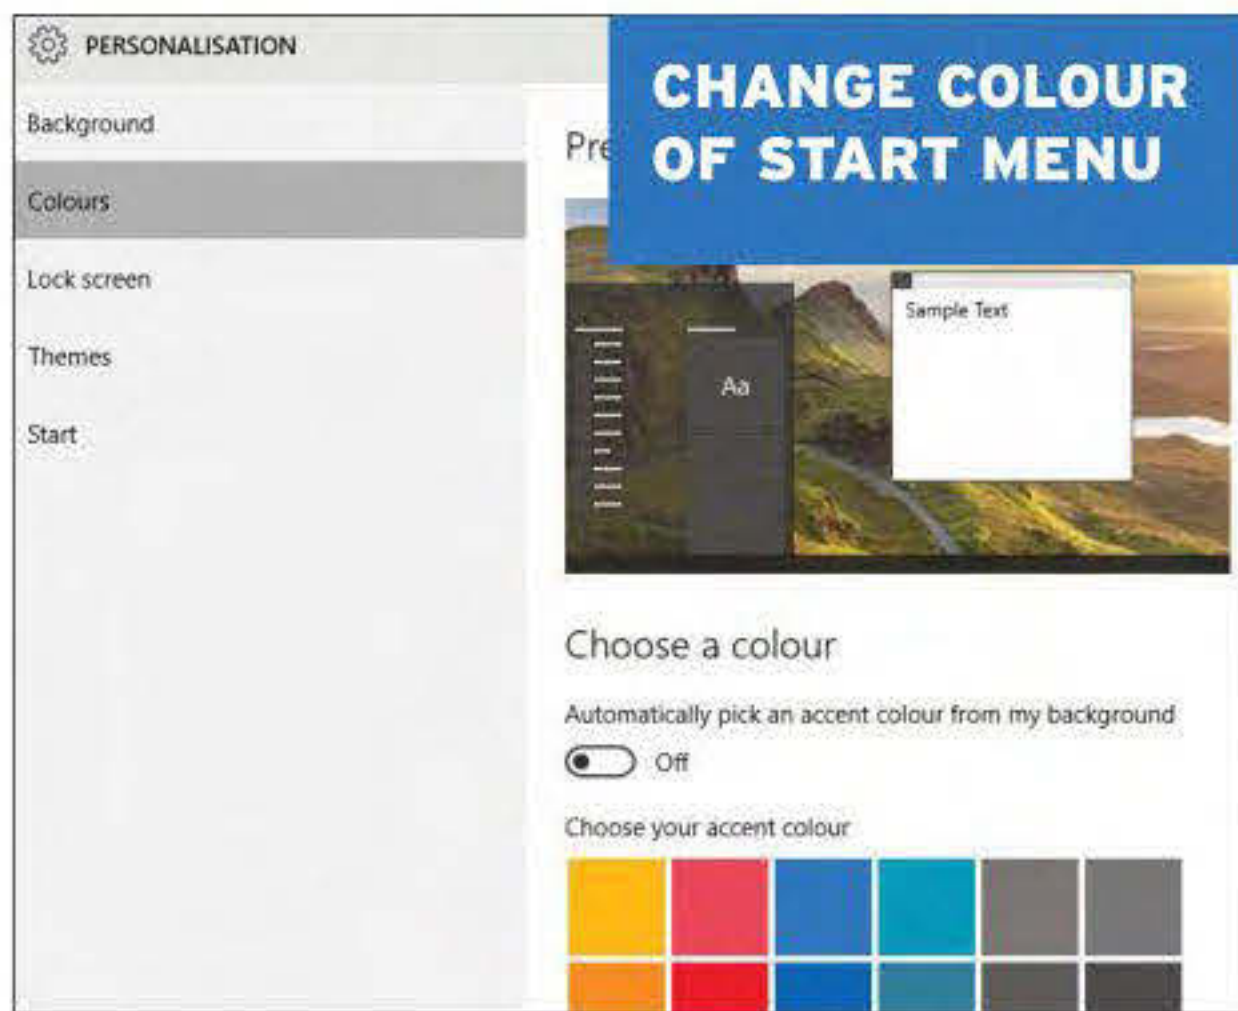 PERSONALISATION
CHANGE COLOUR
OF START MENU
Background
Colours
Lock screen
Themes
Start
Pre
Sample Text
Aa
Choose a colour
Automatically pick an accent colour from my background
Off
Choose your accent colour